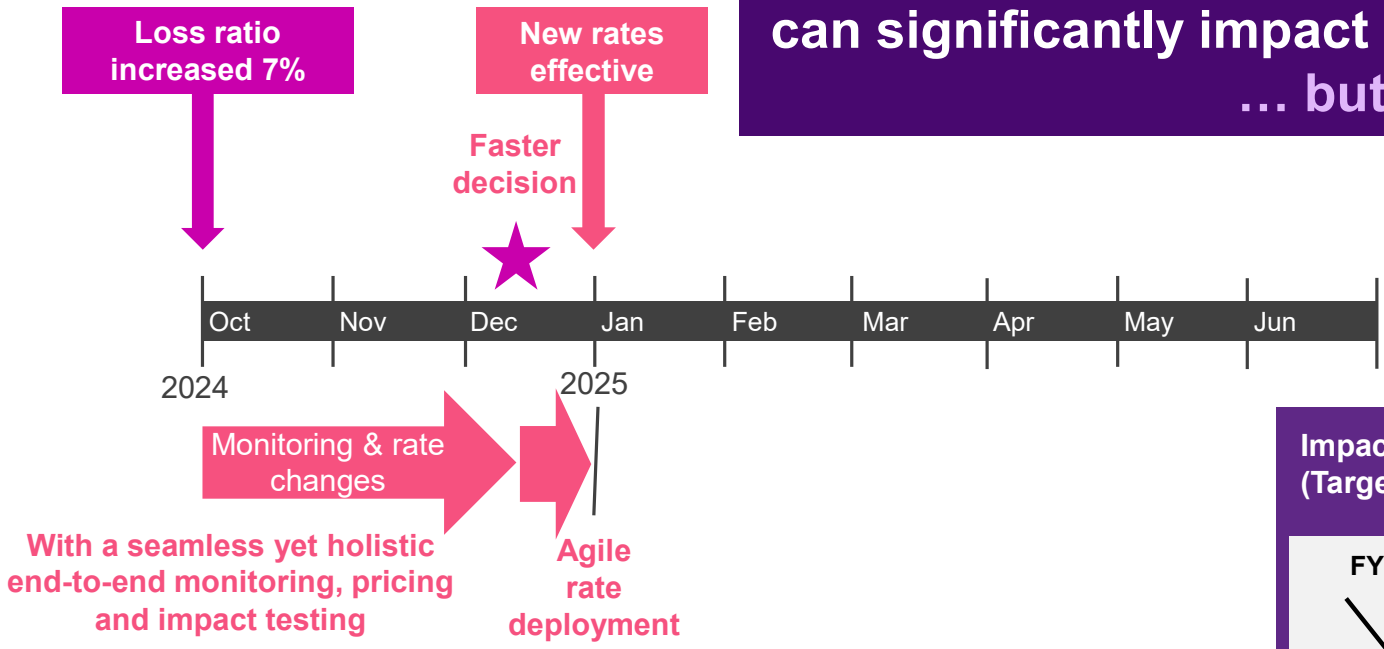 Loss ratio
increased 7%
New rates
effective
can significantly impact
… but
Faster
decision
Oct Nov Dec Jan Feb Mar Apr May Jun
2024
2025
Monitoring & rate
changes
With a seamless yet holistic
end-to-end monitoring, pricing
and impact testing
Agile
rate
deployment
(Targe
FY